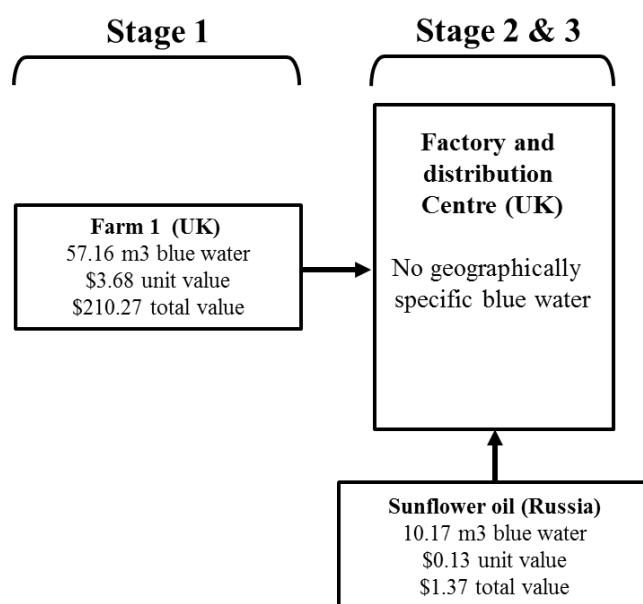 Stage 1
Stage 2 & 3
Factory and
distribution
Centre (UK)
No geographically
specific blue water
Farm 1 (UK)
57.16 m3 blue water
$3.68 unit value
$210.27 total value
Sunflower oil (Russia)
10.17 m3 blue water
$0.13 unit value
$1.37 total value